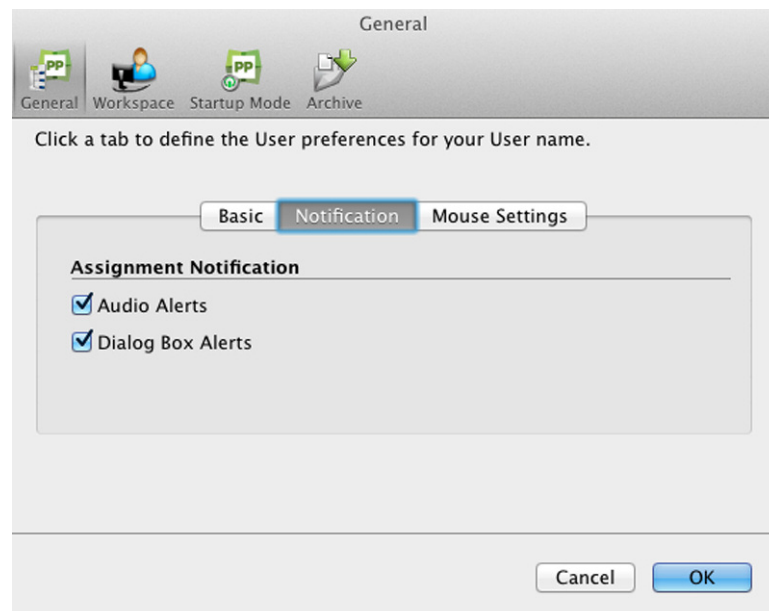 General
PP PP
General Workspace Startup Mode Archive
Click a tab to define the User preferences for your User name.
Basic Notification Mouse Settings
Assignment Notification
Audio Alerts
Dialog Box Alerts
Cancel OK